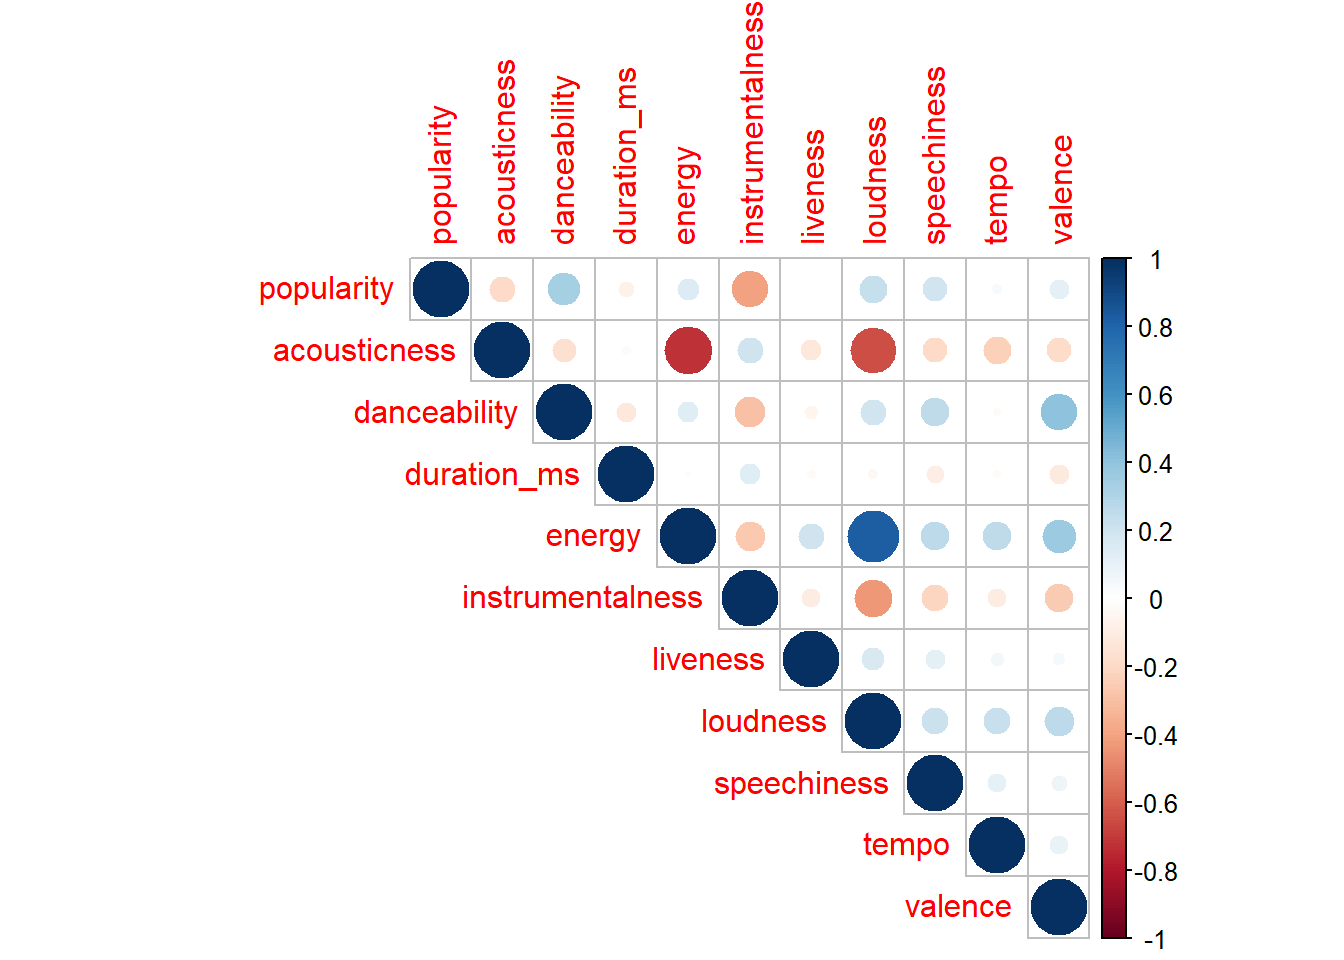 popularity
acousticness
danceability
duration_ms
energy
instrumentalness
liveness
loudness
speechiness
tempo
valence
popularity
acousticness
danceability
duration_ms
energy
instrumentalness
liveness
loudness
speechiness
tempo
valence
1
0.8
0.6
0.4
0.2
0
-0.2
-0.4
-0.6
-0.8
-1